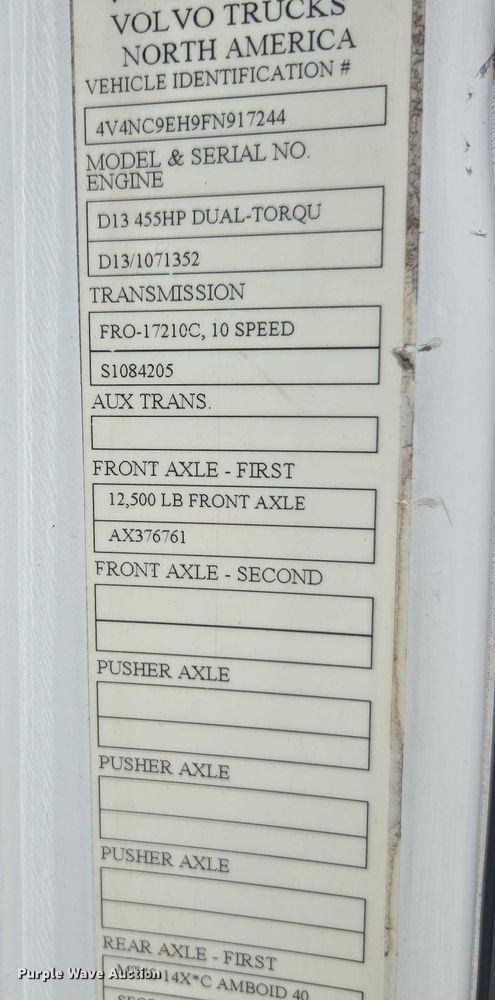 VOLVO TRUCKS
NORTH AMERICA
VEHICLE IDENTIFICATION #
4V4NC9EH9FN917244
MODEL & SERIAL NO.
ENGINE
D13 455HP DUAL-TORQU
D13/1071352
TRANSMISSION
FRO-17210C, 10 SPEED
S1084205
AUX TRANS.
FRONT AXLE - FIRST
12,500 LB FRONT AXLE
AX376761
FRONT AXLE - SECOND
PUSHER AXLE
PUSHER AXLE
PUSHER AXLE
REAR AXLE - FIRST
AMBOID 40
Purple Wave Auction